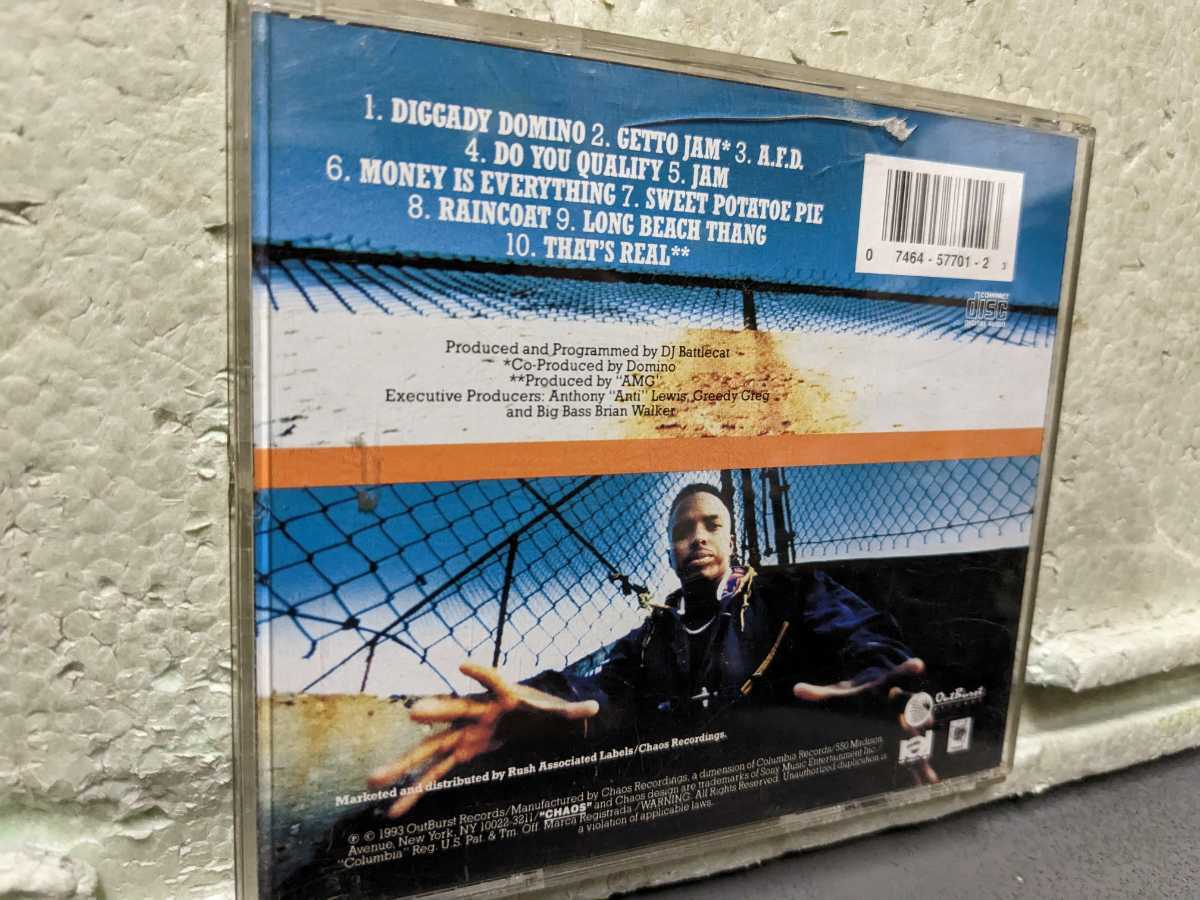 1. DIGGADY DOMINO 2. GETTO JAM* 3. A.F.D.
4. DO YOU QUALIFY 5. JAM
6. MONEY IS EVERYTHING 7. SWEET POTATOE PIE
8. RAINCOAT 9. LONG BEACH THANG
10. THAT'S REAL**
0 7464 - 57701 - 2 3
COMPACT
disc
DIGITAL AUDIO
Produced and Programmed by DJ Battlecat
*Co-Produced by Domino
**Produced by "AMG"
Executive Producers: Anthony "Anti" Lewis, Greedy Greg
and Big Bass Brian Walker
OutBurst
RECORDS
Marketed and distributed by Rush Associated Labels/Chaos Recordings.
℗ © 1993 OutBurst Records/Manufactured by Chaos Recordings, a dimension of Columbia Records/550 Madison
Avenue, New York, NY 10022-3211/"CHAOS" and Chaos design are trademarks of Sony Music Entertainment Inc./
"Columbia" Reg. U.S. Pat. & Tm. Off. Marca Registrada./WARNING: All Rights Reserved. Unauthorized duplication is
a violation of applicable laws.